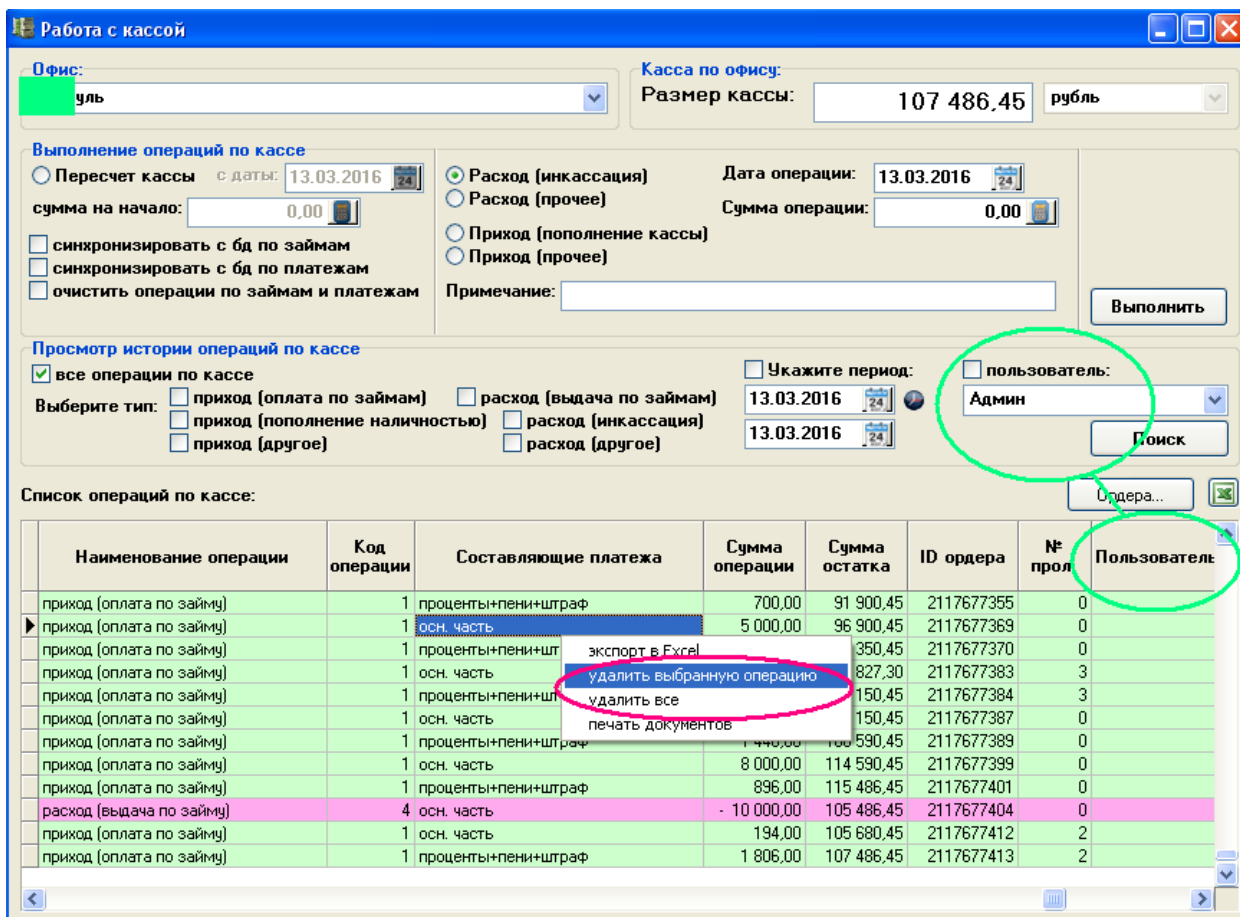 Работа с кассой
Офис:
уль
Касса по офису:
Размер кассы: 107 486,45 рубль
Выполнение операций по кассе
Пересчет кассы с даты: 13.03.2016
сумма на начало: 0,00
синхронизировать с бд по займам
синхронизировать с бд по платежам
очистить операции по займам и платежам
Расход (инкассация)
Расход (прочее)
Приход (пополнение кассы)
Приход (прочее)
Примечание:
Дата операции: 13.03.2016
Сумма операции: 0,00
Выполнить
Просмотр истории операций по кассе
все операции по кассе
Выберите тип:
приход (оплата по займам) расход (выдача по займам)
приход (пополнение наличностью) расход (инкассация)
приход (другое) расход (другое)
Укажите период:
13.03.2016
13.03.2016
пользователь:
Админ
Поиск
Список операций по кассе:
Ордера...
Наименование операции Код операции Составляющие платежа Сумма операции Сумма остатка ID ордера № прол Пользователь
приход (оплата по займу) 1 проценты+пени+штраф 700,00 91 900,45 2117677355 0
приход (оплата по займу) 1 осн. часть 5 000,00 96 900,45 2117677369 0
приход (оплата по займу) 1 проценты+пени+шт 350,45 2117677370 0
приход (оплата по займу) 1 осн. часть 827,30 2117677383 3
приход (оплата по займу) 1 проценты+пени+шт 150,45 2117677384 3
приход (оплата по займу) 1 осн. часть 150,45 2117677387 0
приход (оплата по займу) 1 проценты+пени+штраф 590,45 2117677389 0
приход (оплата по займу) 1 осн. часть 8 000,00 114 590,45 2117677399 0
приход (оплата по займу) 1 проценты+пени+штраф 896,00 115 486,45 2117677401 0
расход (выдача по займу) 4 осн. часть - 10 000,00 105 486,45 2117677404 0
приход (оплата по займу) 1 осн. часть 194,00 105 680,45 2117677412 2
приход (оплата по займу) 1 проценты+пени+штраф 1 806,00 107 486,45 2117677413 2
экспорт в Excel
удалить выбранную операцию
удалить все
печать документов